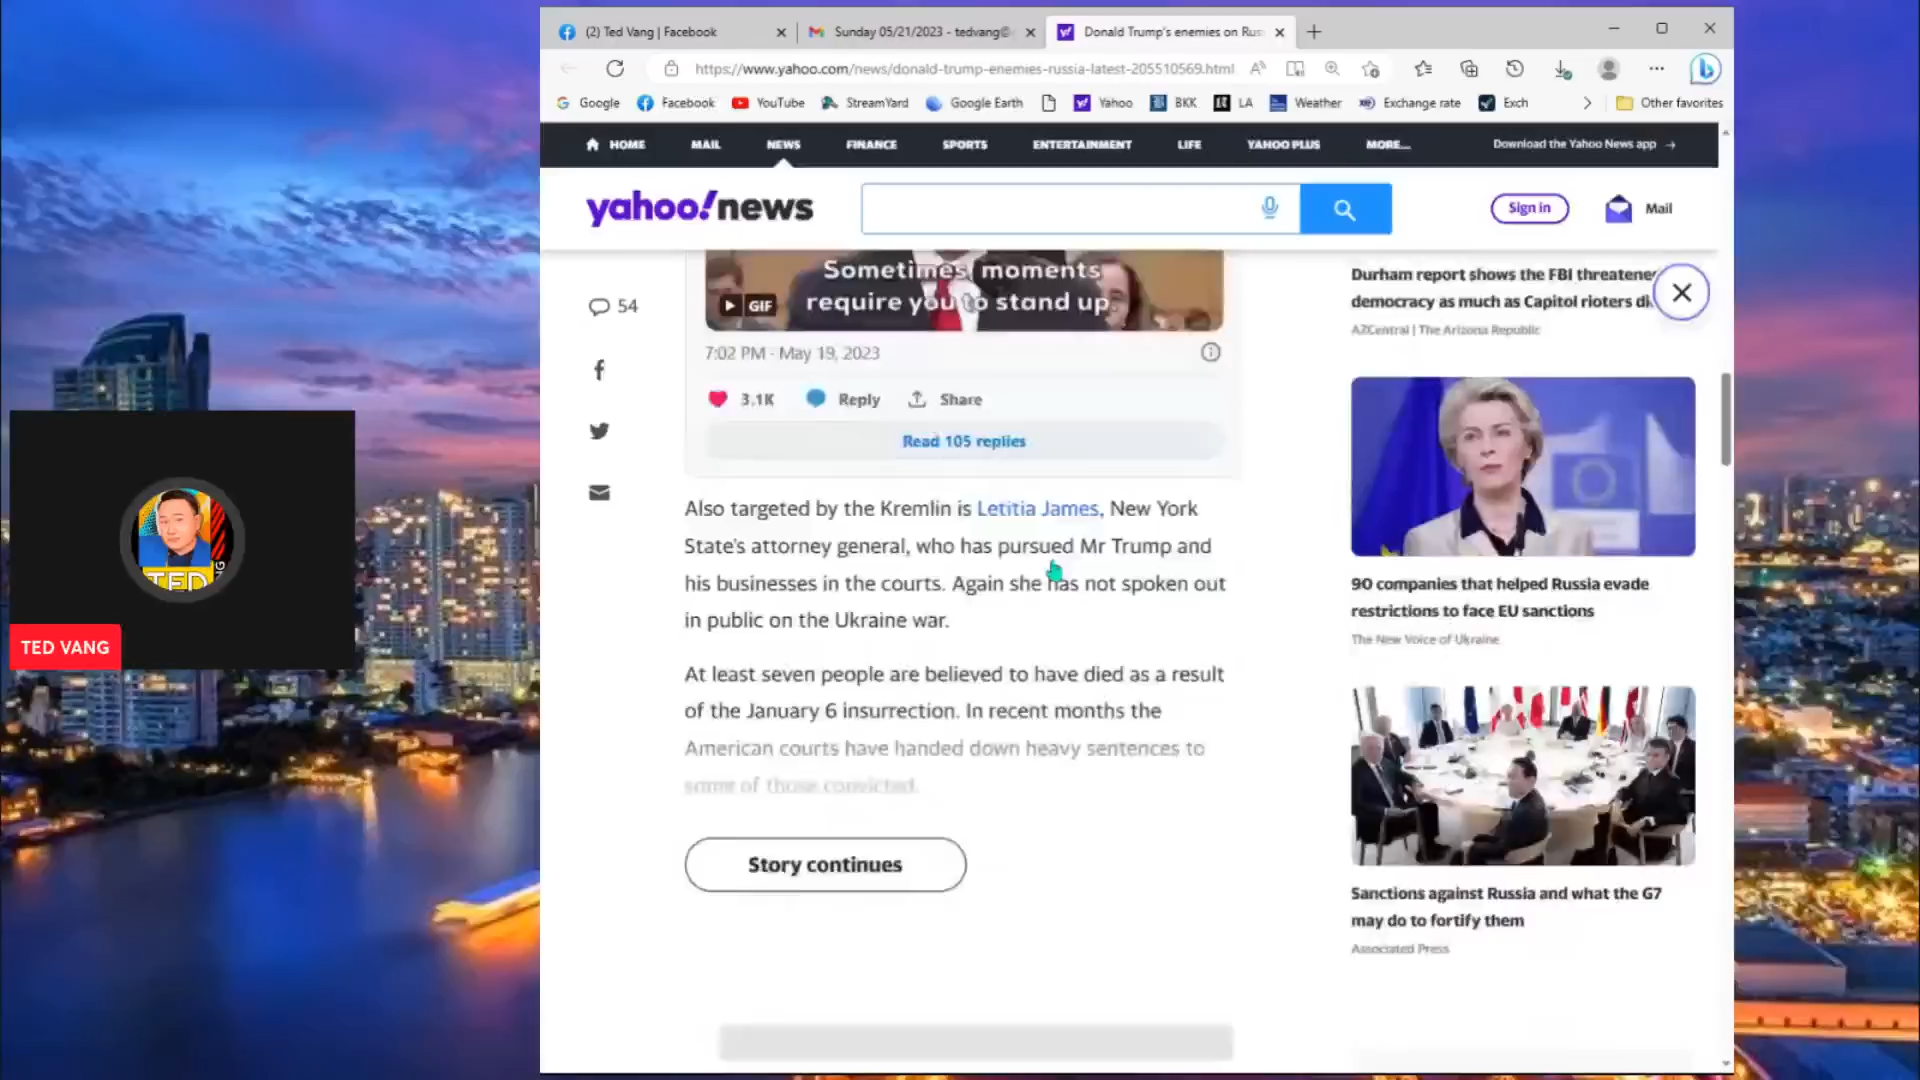 (2) Ted Vang | Facebook
Sunday 05/21/2023 - tedvang@
Donald Trump's enemies on Rus
https://www.yahoo.com/news/donald-trump-enemies-russia-latest-205510569.html
Google
Facebook
YouTube
StreamYard
Google Earth
Yahoo
BKK
LA
Weather
Exchange rate
Exch
Other favorites
HOME
MAIL
NEWS
FINANCE
SPORTS
ENTERTAINMENT
LIFE
YAHOO PLUS
MORE...
Download the Yahoo News app →
yahoo!news
Sign in
Mail
54
Sometimes, moments
require you to stand up.
GIF
7:02 PM · May 19, 2023
3.1K
Reply
Share
Read 105 replies
Also targeted by the Kremlin is Letitia James, New York
State's attorney general, who has pursued Mr Trump and
his businesses in the courts. Again she has not spoken out
in public on the Ukraine war.
At least seven people are believed to have died as a result
of the January 6 insurrection. In recent months the
American courts have handed down heavy sentences to
some of those convicted.
Story continues
Durham report shows the FBI threatene
democracy as much as Capitol rioters di
AZCentral | The Arizona Republic
90 companies that helped Russia evade
restrictions to face EU sanctions
The New Voice of Ukraine
Sanctions against Russia and what the G7
may do to fortify them
Associated Press
TED
TED VANG